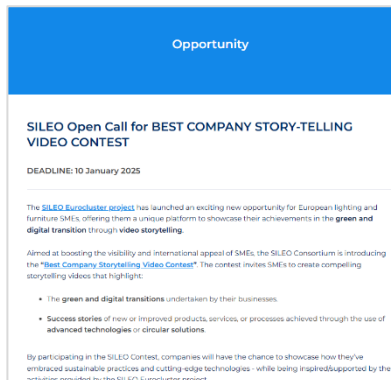 Opportunity
SILEO Open Call for BEST COMPANY STORY-TELLING
VIDEO CONTEST
DEADLINE: 10 January 2025
The SILEO Eurocluster project has launched an exciting new opportunity for European lighting and
furniture SMEs, offering them a unique platform to showcase their achievements in the green and
digital transition through video storytelling.
Aimed at boosting the visibility and international appeal of SMEs, the SILEO Consortium is introducing
the "Best Company Storytelling Video Contest". The contest invites SMEs to create compelling
storytelling videos that highlight:
• The green and digital transitions undertaken by their businesses.
• Success stories of new or improved products, services, or processes achieved through the use of
advanced technologies or circular solutions.
By participating in the SILEO Contest, companies will have the chance to showcase how they've
embraced sustainable practices and cutting-edge technologies - while being inspired/supported by the
activities provided by the SILEO Eurocluster project.